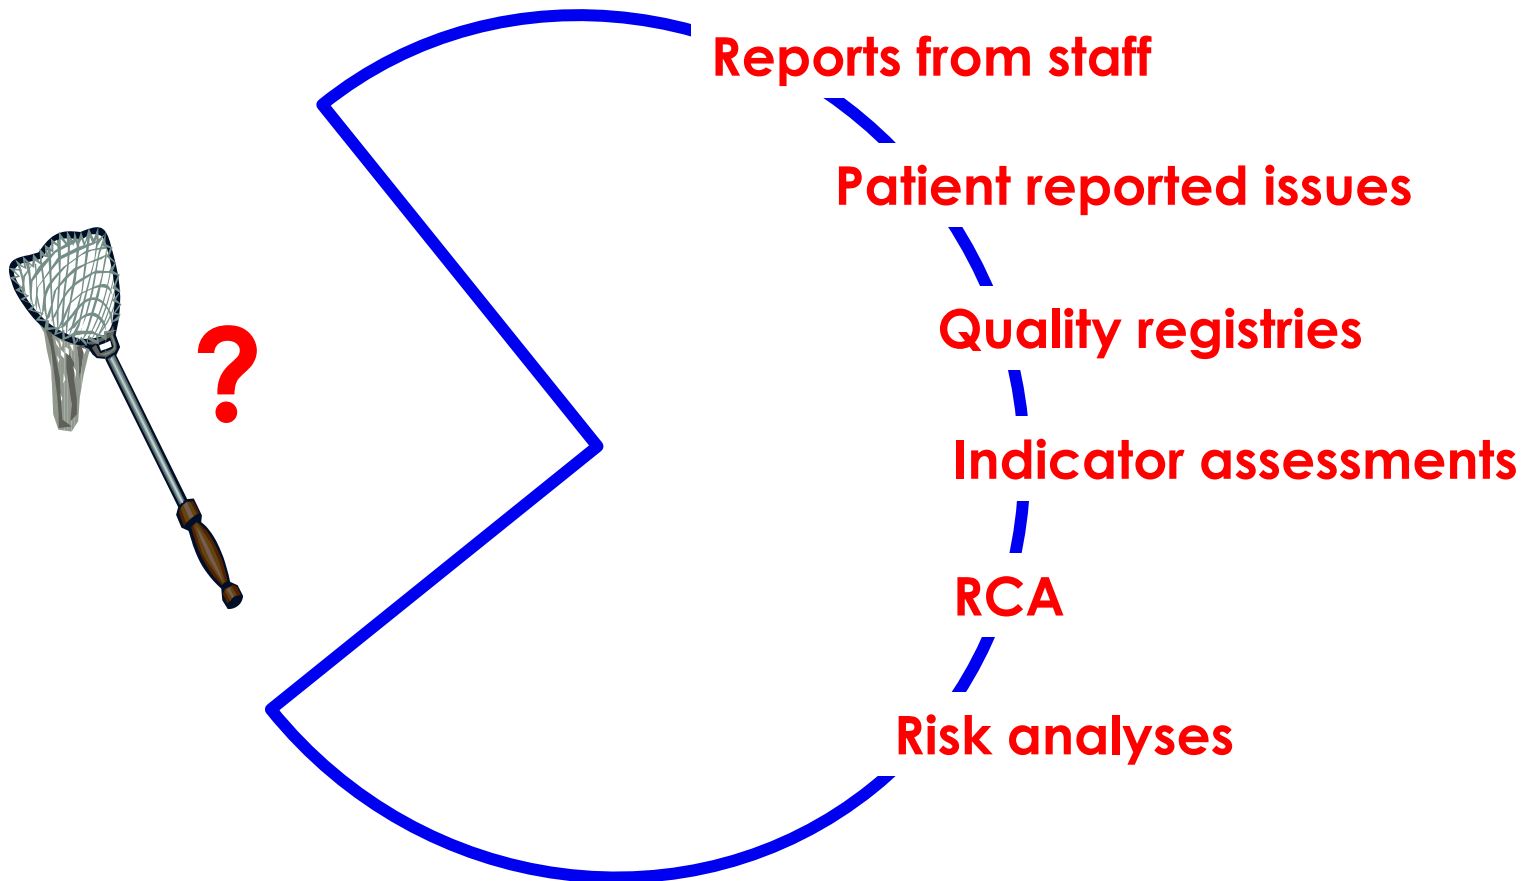 Reports from staff
Patient reported issues
Quality registries
?
Indicator assessments
RCA
Risk analyses